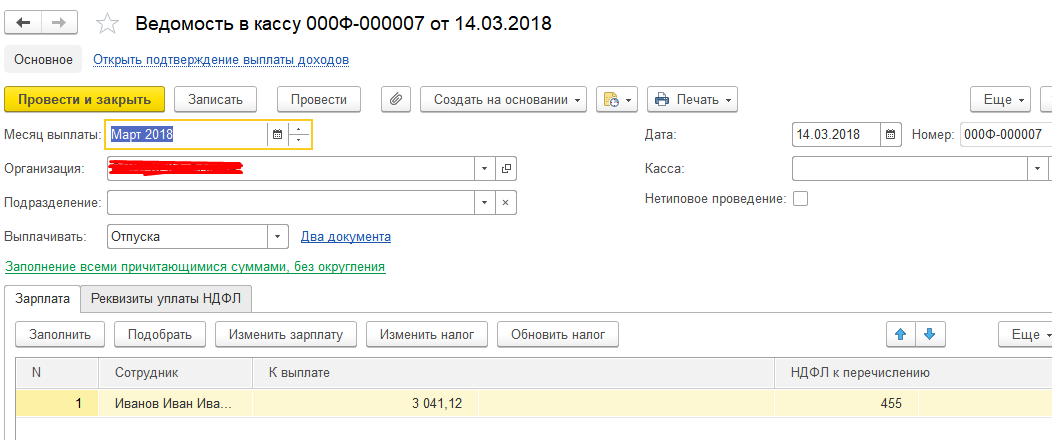 Ведомость в кассу 000Ф-000007 от 14.03.2018
Основное Открыть подтверждение выплаты доходов
Провести и закрыть Записать Провести Создать на основании Печать Еще
Месяц выплаты: Март 2018 Дата: 14.03.2018 Номер: 000Ф-000007
Организация: Касса:
Подразделение: Нетиповое проведение:
Выплачивать: Отпуска Два документа
Заполнение всеми причитающимися суммами, без округления
Зарплата Реквизиты уплаты НДФЛ
Заполнить Подобрать Изменить зарплату Изменить налог Обновить налог Еще
N Сотрудник К выплате НДФЛ к перечислению
1 Иванов Иван Ива... 3 041,12 455